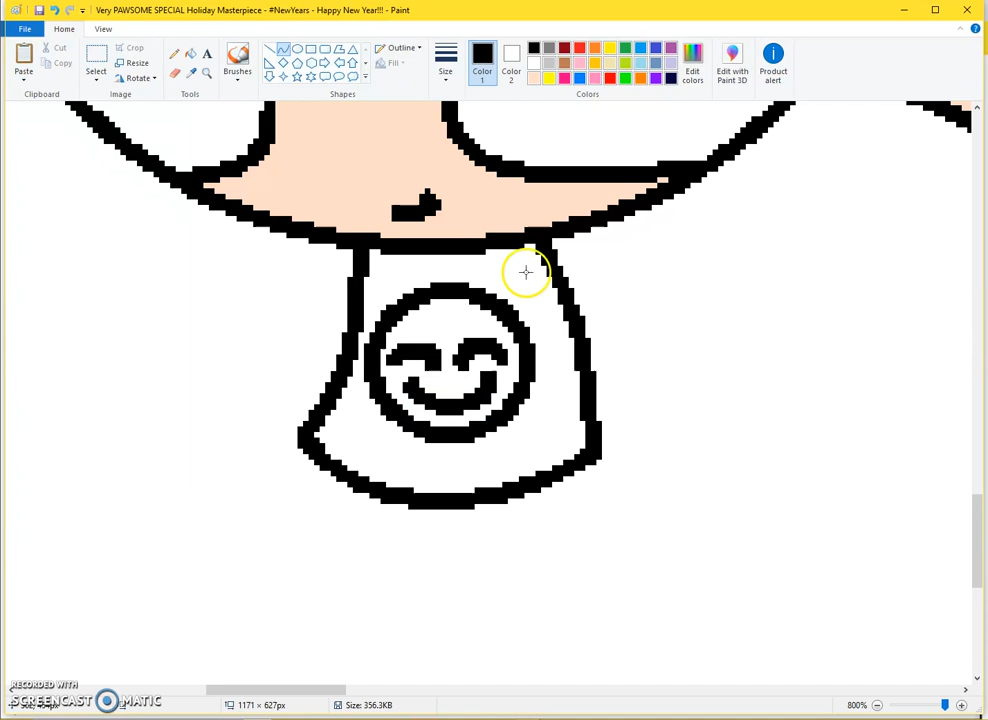 Very PAWSOME SPECIAL Holiday Masterpiece - #NewYears - Happy New Year!!! - Paint
File Home View
Paste Cut Copy Select Crop Resize Rotate A Brushes Outline Fill Size Color 1 Color 2 Edit colors Edit with Paint 3D Product alert
Clipboard Image Tools Shapes Colors
RECORDED WITH
SCREENCAST MATIC
1171 × 627px Size: 356.3KB 800%